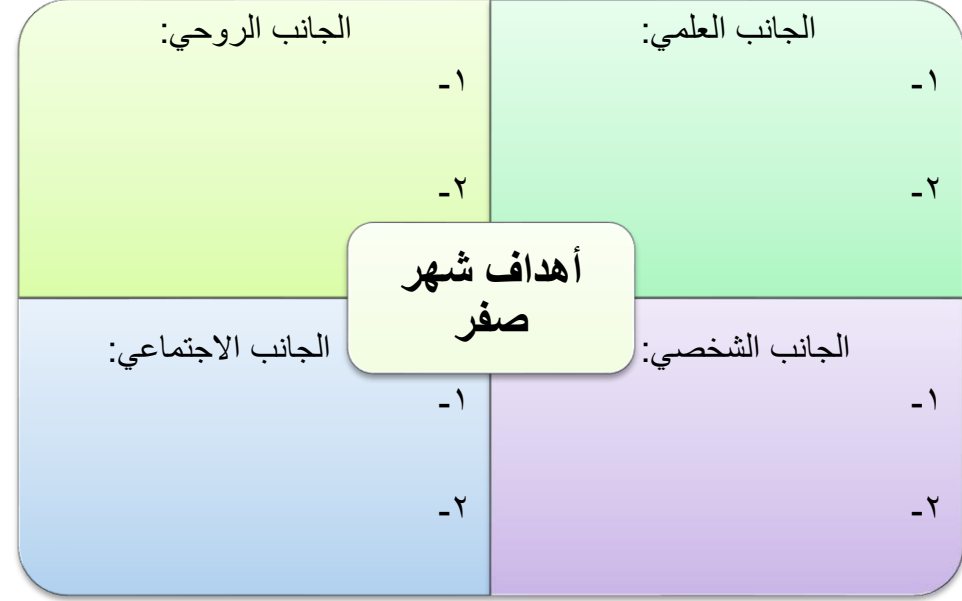 أهداف شهر
صفر
الجانب العلمي:
١-
٢-
الجانب الروحي:
١-
٢-
الجانب الشخصي:
١-
٢-
الجانب الاجتماعي:
١-
٢-